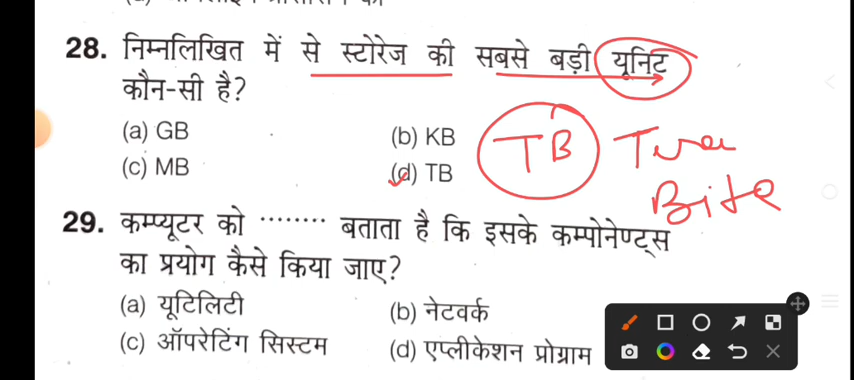 28. निम्नलिखित में से स्टोरेज की सबसे बड़ी यूनिट
कौन-सी है?
(a) GB (b) KB
(c) MB (d) TB
TB
Bite
29. कम्प्यूटर को ........ बताता है कि इसके कम्पोनेण्ट्स
का प्रयोग कैसे किया जाए?
(a) यूटिलिटी (b) नेटवर्क
(c) ऑपरेटिंग सिस्टम (d) एप्लीकेशन प्रोग्राम